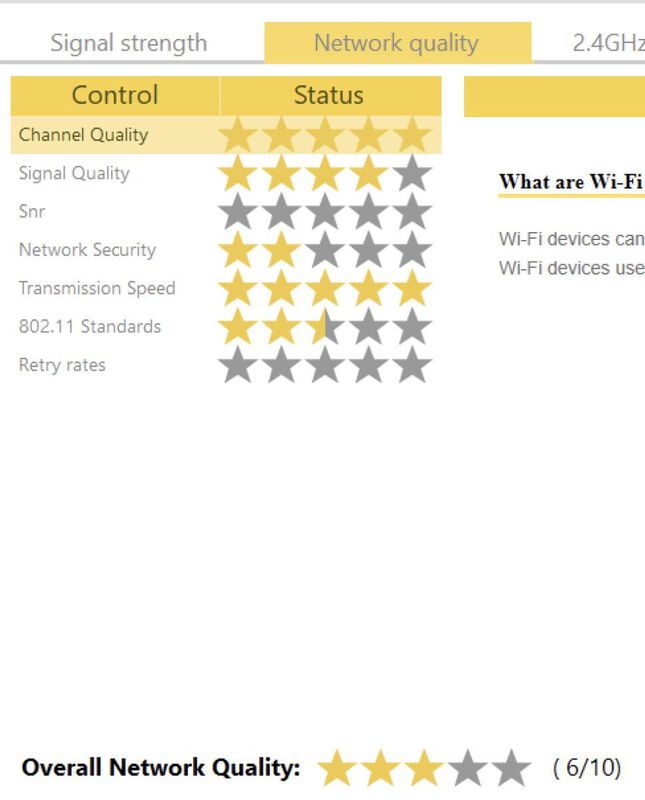 Signal strength Network quality 2.4GHz
Control Status
Channel Quality
Signal Quality
Snr
Network Security
Transmission Speed
802.11 Standards
Retry rates
What are Wi-Fi
Wi-Fi devices can
Wi-Fi devices use
Overall Network Quality: ( 6/10)